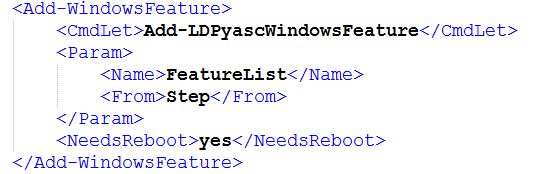 <Add-WindowsFeature>
<CmdLet>Add-LDPyascWindowsFeature</CmdLet>
<Param>
<Name>FeatureList</Name>
<From>Step</From>
</Param>
<NeedsReboot>yes</NeedsReboot>
</Add-WindowsFeature>